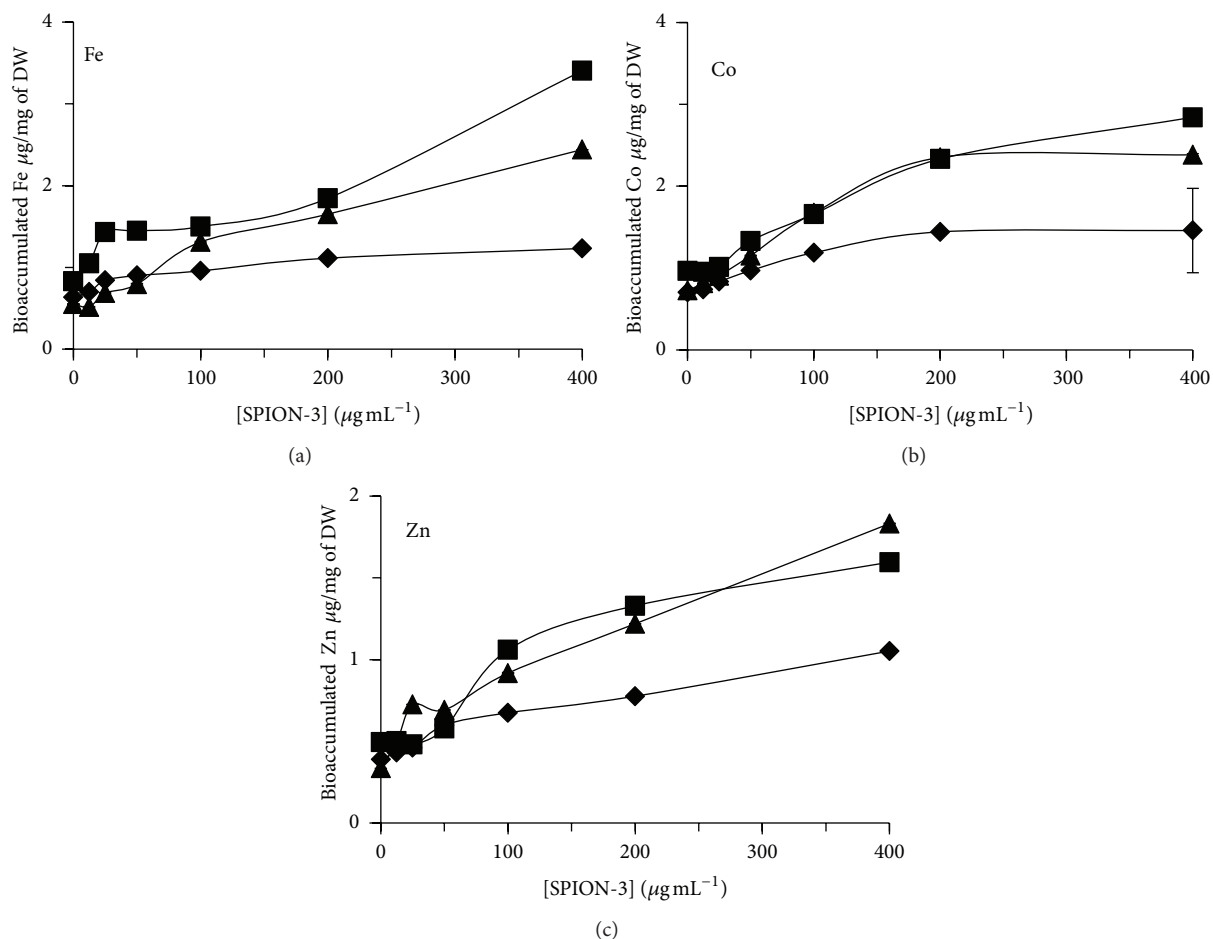 4
2
0
Bioaccumulated Fe μg/mg of DW
Fe
0 100 200 300 400
[SPION-3] (μg mL⁻¹)
(a)
4
2
0
Bioaccumulated Co μg/mg of DW
Co
0 100 200 300 400
[SPION-3] (μg mL⁻¹)
(b)
2
1
0
Bioaccumulated Zn μg/mg of DW
Zn
0 100 200 300 400
[SPION-3] (μg mL⁻¹)
(c)